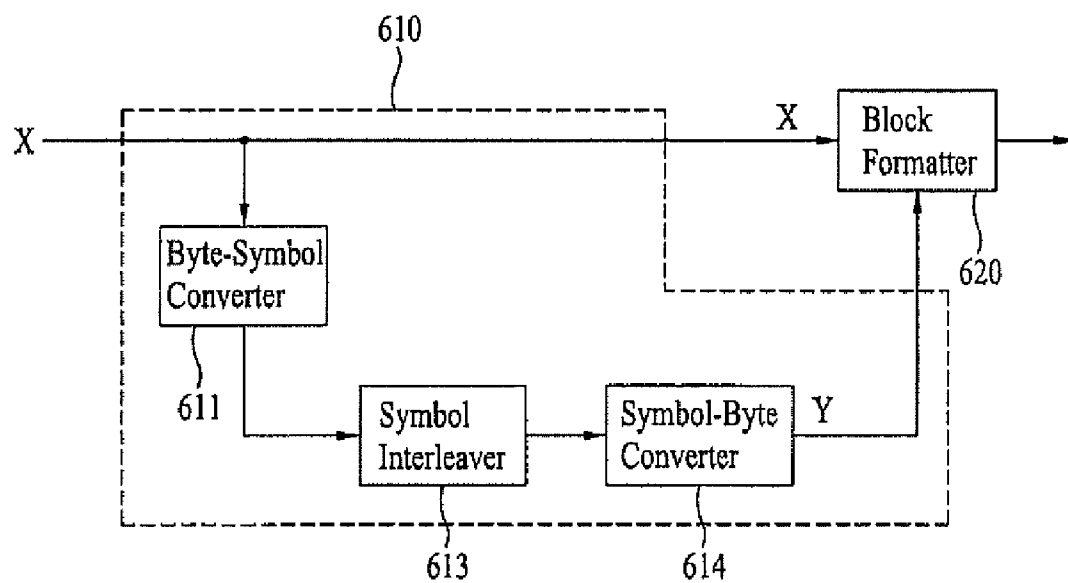 610
X
X
Block
Formatter
620
Byte-Symbol
Converter
611
Symbol
Interleaver
613
Symbol-Byte
Converter
614
Y